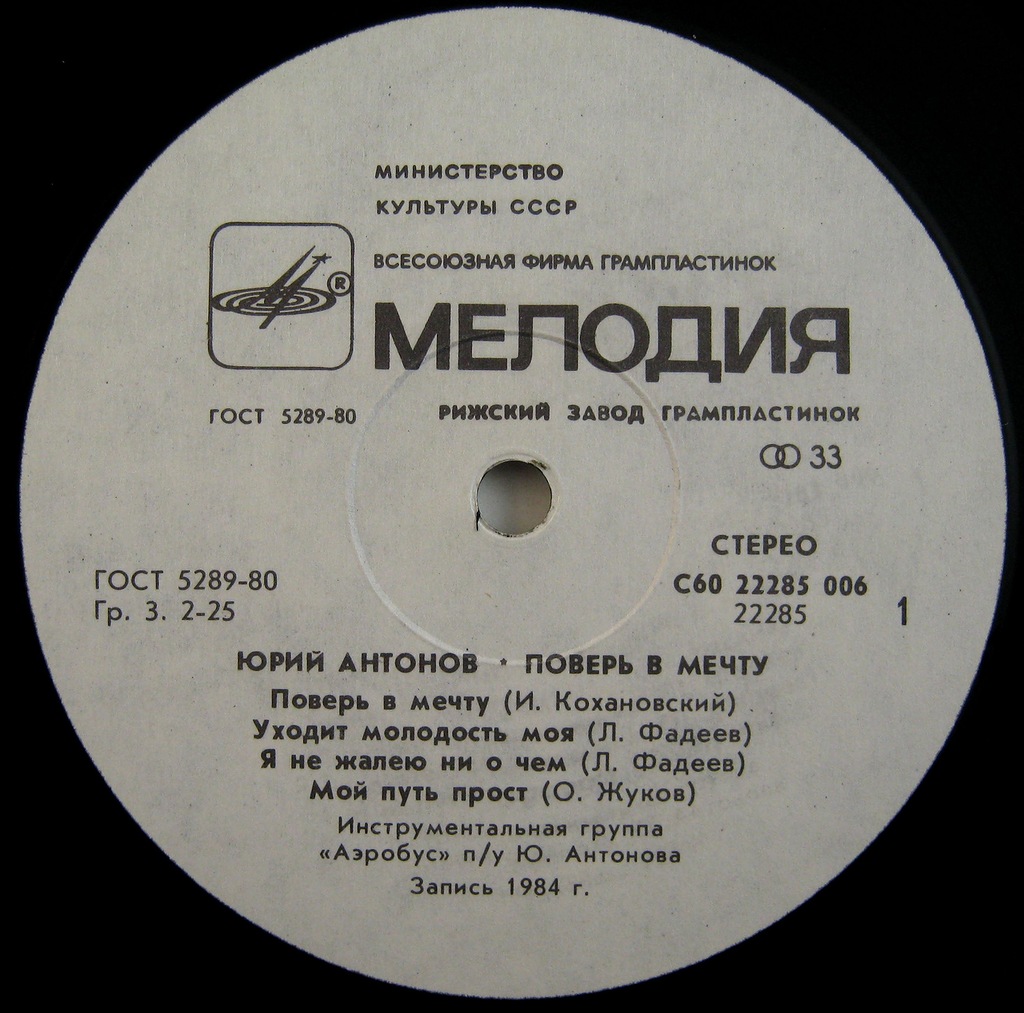 МИНИСТЕРСТВО
КУЛЬТУРЫ СССР
ВСЕСОЮЗНАЯ ФИРМА ГРАМПЛАСТИНОК
®
МЕЛОДИЯ
ГОСТ 5289-80
РИЖСКИЙ ЗАВОД ГРАМПЛАСТИНОК
33
СТЕРЕО
ГОСТ 5289-80
С60 22285 006
Гр. 3. 2-25
22285
1
ЮРИЙ АНТОНОВ • ПОВЕРЬ В МЕЧТУ
Поверь в мечту (И. Кохановский)
Уходит молодость моя (Л. Фадеев)
Я не жалею ни о чем (Л. Фадеев)
Мой путь прост (О. Жуков)
Инструментальная группа
«Аэробус» п/у Ю. Антонова
Запись 1984 г.